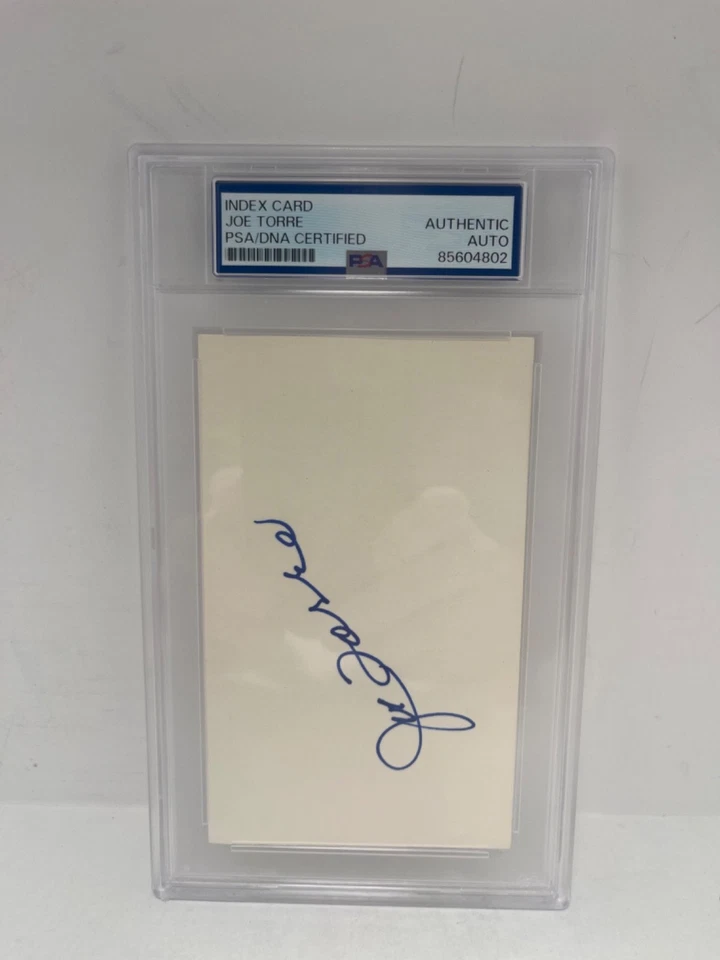 INDEX CARD
JOE TORRE
PSA/DNA CERTIFIED
AUTHENTIC
AUTO
85604802
PSA
Joe Torre